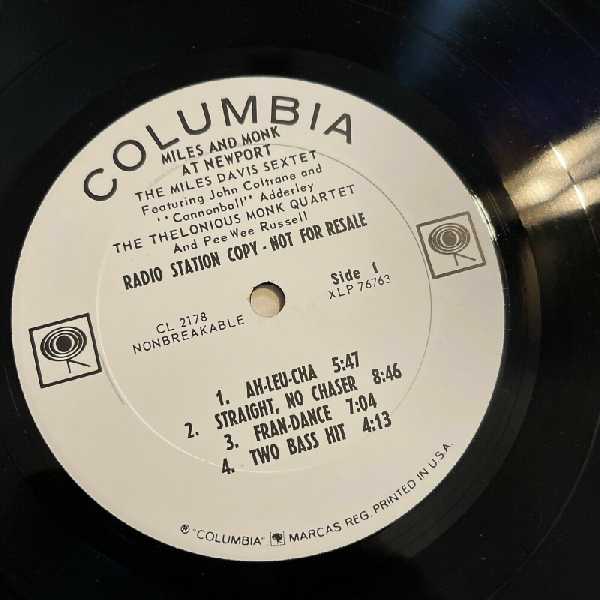 COLUMBIA
MILES AND MONK
AT NEWPORT
THE MILES DAVIS SEXTET
Featuring John Coltrane and
"Cannonball" Adderley
THE THELONIOUS MONK QUARTET
And Pee Wee Russell
RADIO STATION COPY - NOT FOR RESALE
CL 2178
NONBREAKABLE
Side 1
XLP 76763
1. AH-LEU-CHA 5:47
2. STRAIGHT, NO CHASER 8:46
3. FRAN-DANCE 7:04
4. TWO BASS HIT 4:13
® "COLUMBIA" MARCAS REG. PRINTED IN U.S.A.